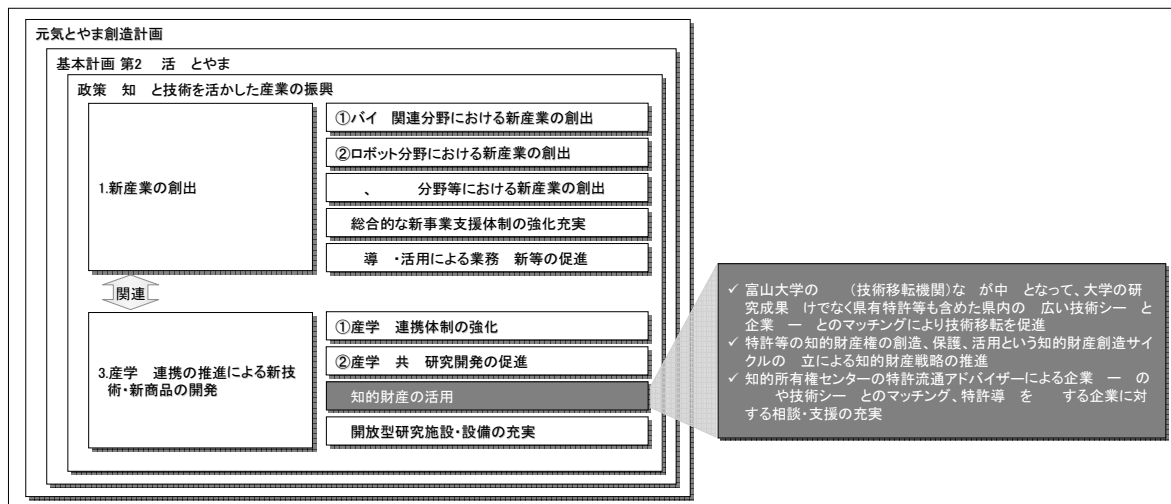 元気とやま創造計画
基本計画 第2 活 とやま
政策 知 と技術を活かした産業の振興
1.新産業の創出
①バイ 関連分野における新産業の創出
②ロボット分野における新産業の創出
、 分野等における新産業の創出
総合的な新事業支援体制の強化充実
導 ・活用による業務 新等の促進
関連
3.産学 連携の推進による新技
術・新商品の開発
①産学 連携体制の強化
②産学 共 研究開発の促進
知的財産の活用
開放型研究施設・設備の充実
✓ 富山大学の (技術移転機関)な が中 となって、大学の研
究成果 けでなく県有特許等も含めた県内の 広い技術シー と
企業 ー とのマッチングにより技術移転を促進
✓ 特許等の知的財産権の創造、保護、活用という知的財産創造サイ
クルの 立による知的財産戦略の推進
✓ 知的所有権センターの特許流通アドバイザーによる企業 ー の
や技術シー とのマッチング、特許導 を する企業に対
する相談・支援の充実